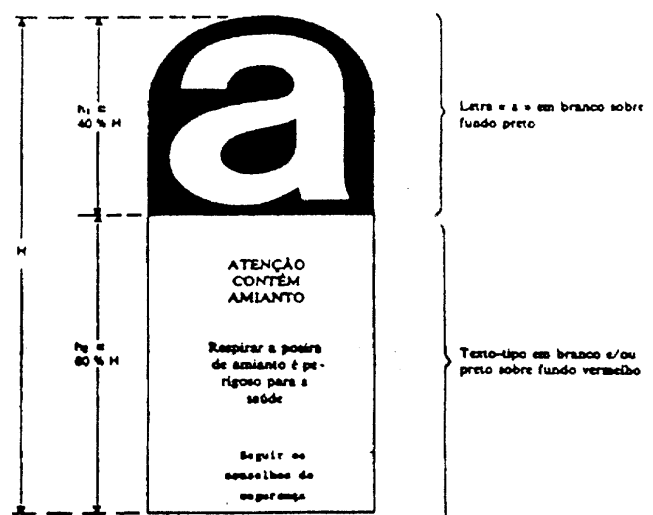 a
h₁ =
40 % H
Letra « a » em branco sobre
fundo preto
H
ATENÇÃO
CONTÉM
AMIANTO
h₂ =
60 % H
Respirar a poeira
de amianto é pe-
rigoso para a
saúde
Texto-tipo em branco e/ou
preto sobre fundo vermelho
Seguir os
conselhos de
segurança